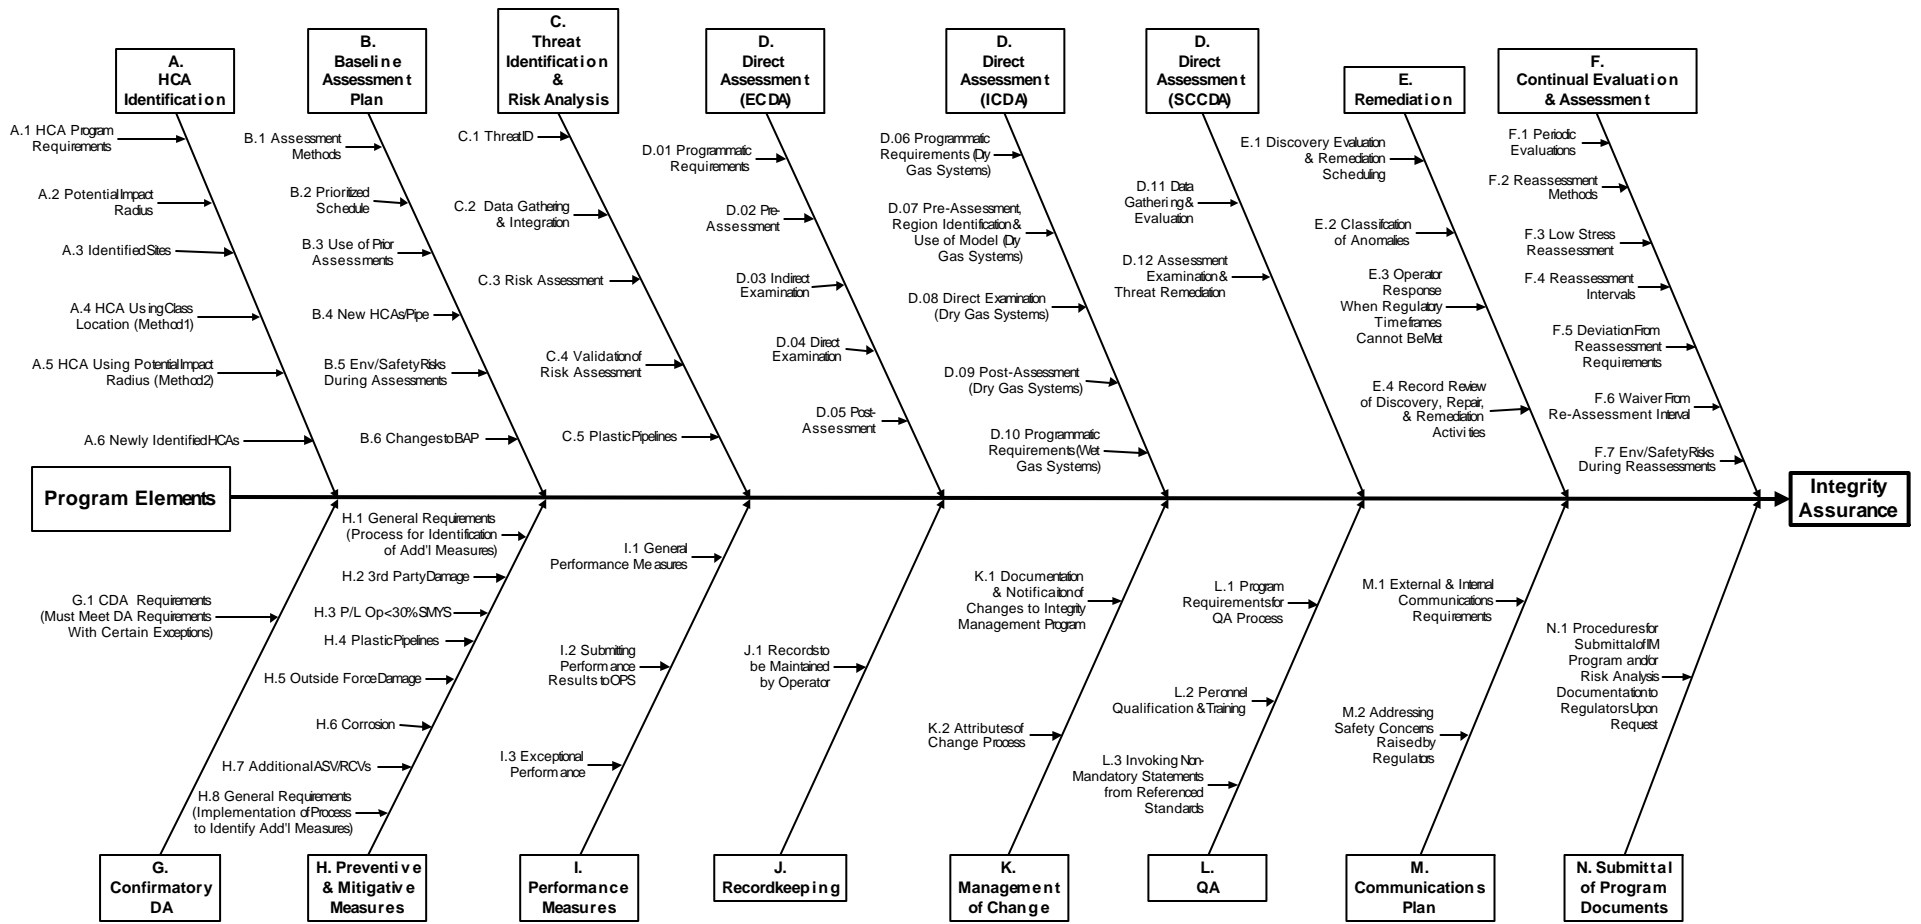 A.
HCA
Identification
B.
Baseline
Assessment
Plan
C.
Threat
Identification
&
Risk Analysis
D.
Direct
Assessment
(ECDA)
D.
Direct
Assessment
(ICDA)
D.
Direct
Assessment
(SCCDA)
E.
Remediation
F.
Continual Evaluation
& Assessment
A.1 HCA Program
Requirements
A.2 Potential Impact
Radius
A.3 Identified Sites
A.4 HCA Using Class
Location (Method 1)
A.5 HCA Using Potential Impact
Radius (Method 2)
A.6 Newly Identified HCAs
B.1 Assessment
Methods
B.2 Prioritized
Schedule
B.3 Use of Prior
Assessments
B.4 New HCAs/Pipe
B.5 Env/Safety Risks
During Assessments
B.6 Changes to BAP
C.1 Threat ID
C.2 Data Gathering
& Integration
C.3 Risk Assessment
C.4 Validation of
Risk Assessment
C.5 Plastic Pipelines
D.01 Programmatic
Requirements
D.02 Pre-
Assessment
D.03 Indirect
Examination
D.04 Direct
Examination
D.05 Post-
Assessment
D.06 Programmatic
Requirements (Dry
Gas Systems)
D.07 Pre-Assessment,
Region Identification &
Use of Model (Dry
Gas Systems)
D.08 Direct Examination
(Dry Gas Systems)
D.09 Post-Assessment
(Dry Gas Systems)
D.10 Programmatic
Requirements (Wet
Gas Systems)
D.11 Data
Gathering &
Evaluation
D.12 Assessment
Examination &
Threat Remediation
E.1 Discovery Evaluation
& Remediation
Scheduling
E.2 Classification
of Anomalies
E.3 Operator
Response
When Regulatory
Timeframes
Cannot Be Met
E.4 Record Review
of Discovery, Repair,
& Remediation
Activities
F.1 Periodic
Evaluations
F.2 Reassessment
Methods
F.3 Low Stress
Reassessment
F.4 Reassessment
Intervals
F.5 Deviation From
Reassessment
Requirements
F.6 Waiver From
Re-Assessment Interval
F.7 Env/Safety Risks
During Reassessments
Program Elements
Integrity
Assurance
G.1 CDA Requirements
(Must Meet DA Requirements
With Certain Exceptions)
H.1 General Requirements
(Process for Identification
of Add'l Measures)
H.2 3rd Party Damage
H.3 P/L Op <30% SMYS
H.4 Plastic Pipelines
H.5 Outside Force Damage
H.6 Corrosion
H.7 Additional ASV/RCVs
H.8 General Requirements
(Implementation of Process
to Identify Add'l Measures)
I.1 General
Performance Measures
I.2 Submitting
Performance
Results to OPS
I.3 Exceptional
Performance
J.1 Records to
be Maintained
by Operator
K.1 Documentation
& Notificaiton of
Changes to Integrity
Management Program
K.2 Attributes of
Change Process
L.1 Program
Requirements for
QA Process
L.2 Peronnel
Qualification & Training
L.3 Invoking Non-
Mandatory Statements
from Referenced
Standards
M.1 External & Internal
Communications
Requirements
M.2 Addressing
Safety Concerns
Raised by
Regulators
N.1 Procedures for
Submittal of IM
Program and/or
Risk Analysis
Documentation to
Regulators Upon
Request
G.
Confirmatory
DA
H. Preventive
& Mitigative
Measures
I.
Performance
Measures
J.
Recordkeeping
K.
Management
of Change
L.
QA
M.
Communications
Plan
N. Submittal
of Program
Documents